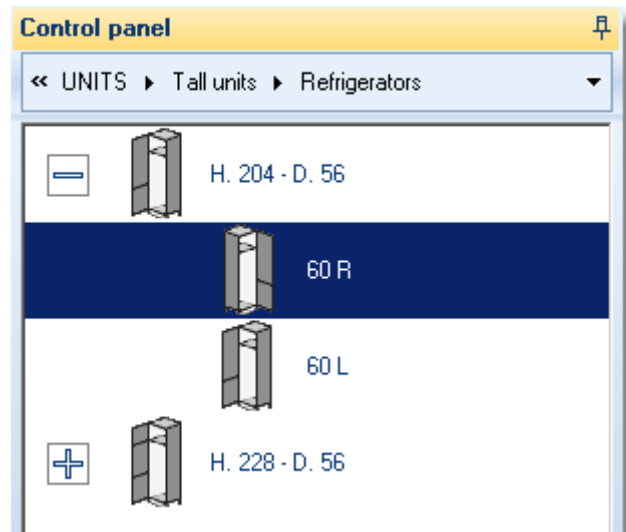 Control panel
« UNITS ▸ Tall units ▸ Refrigerators
H. 204 - D. 56
60 R
60 L
H. 228 - D. 56